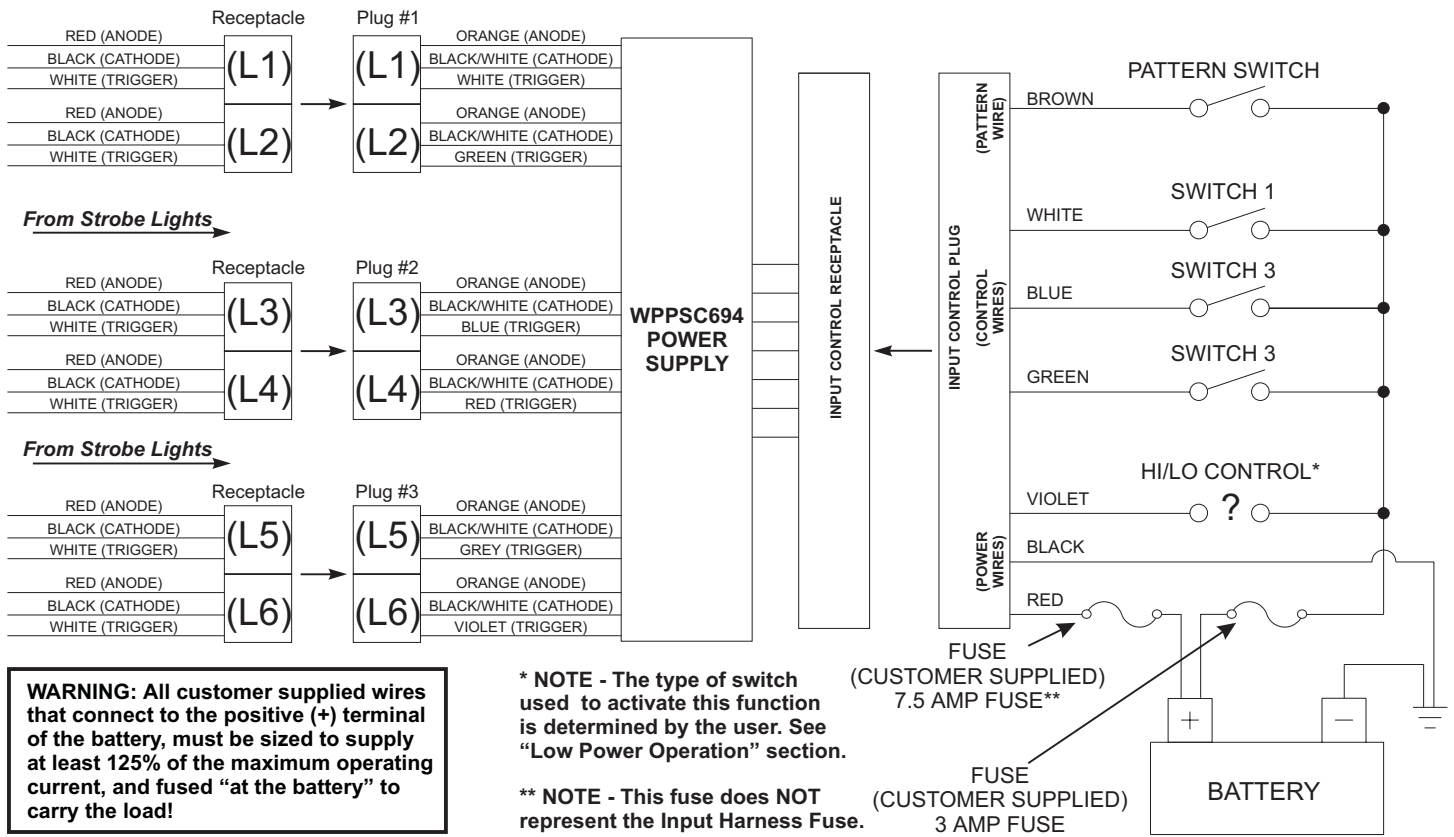 Receptacle
Plug #1
RED (ANODE)
BLACK (CATHODE)
WHITE (TRIGGER)
(L1)
(L1)
ORANGE (ANODE)
BLACK/WHITE (CATHODE)
WHITE (TRIGGER)
RED (ANODE)
BLACK (CATHODE)
WHITE (TRIGGER)
(L2)
(L2)
ORANGE (ANODE)
BLACK/WHITE (CATHODE)
GREEN (TRIGGER)
From Strobe Lights
Receptacle
Plug #2
RED (ANODE)
BLACK (CATHODE)
WHITE (TRIGGER)
(L3)
(L3)
ORANGE (ANODE)
BLACK/WHITE (CATHODE)
BLUE (TRIGGER)
RED (ANODE)
BLACK (CATHODE)
WHITE (TRIGGER)
(L4)
(L4)
ORANGE (ANODE)
BLACK/WHITE (CATHODE)
RED (TRIGGER)
From Strobe Lights
Receptacle
Plug #3
RED (ANODE)
BLACK (CATHODE)
WHITE (TRIGGER)
(L5)
(L5)
ORANGE (ANODE)
BLACK/WHITE (CATHODE)
GREY (TRIGGER)
RED (ANODE)
BLACK (CATHODE)
WHITE (TRIGGER)
(L6)
(L6)
ORANGE (ANODE)
BLACK/WHITE (CATHODE)
VIOLET (TRIGGER)
WPPSC694
POWER
SUPPLY
INPUT CONTROL RECEPTACLE
INPUT CONTROL PLUG
(PATTERN
WIRE)
(CONTROL
WIRES)
(POWER
WIRES)
PATTERN SWITCH
BROWN
SWITCH 1
WHITE
SWITCH 3
BLUE
SWITCH 3
GREEN
HI/LO CONTROL*
VIOLET
?
BLACK
RED
FUSE
(CUSTOMER SUPPLIED)
7.5 AMP FUSE**
FUSE
(CUSTOMER SUPPLIED)
3 AMP FUSE
+
−
BATTERY
WARNING: All customer supplied wires
that connect to the positive (+) terminal
of the battery, must be sized to supply
at least 125% of the maximum operating
current, and fused “at the battery” to
carry the load!
* NOTE - The type of switch
used to activate this function
is determined by the user. See
“Low Power Operation” section.
** NOTE - This fuse does NOT
represent the Input Harness Fuse.